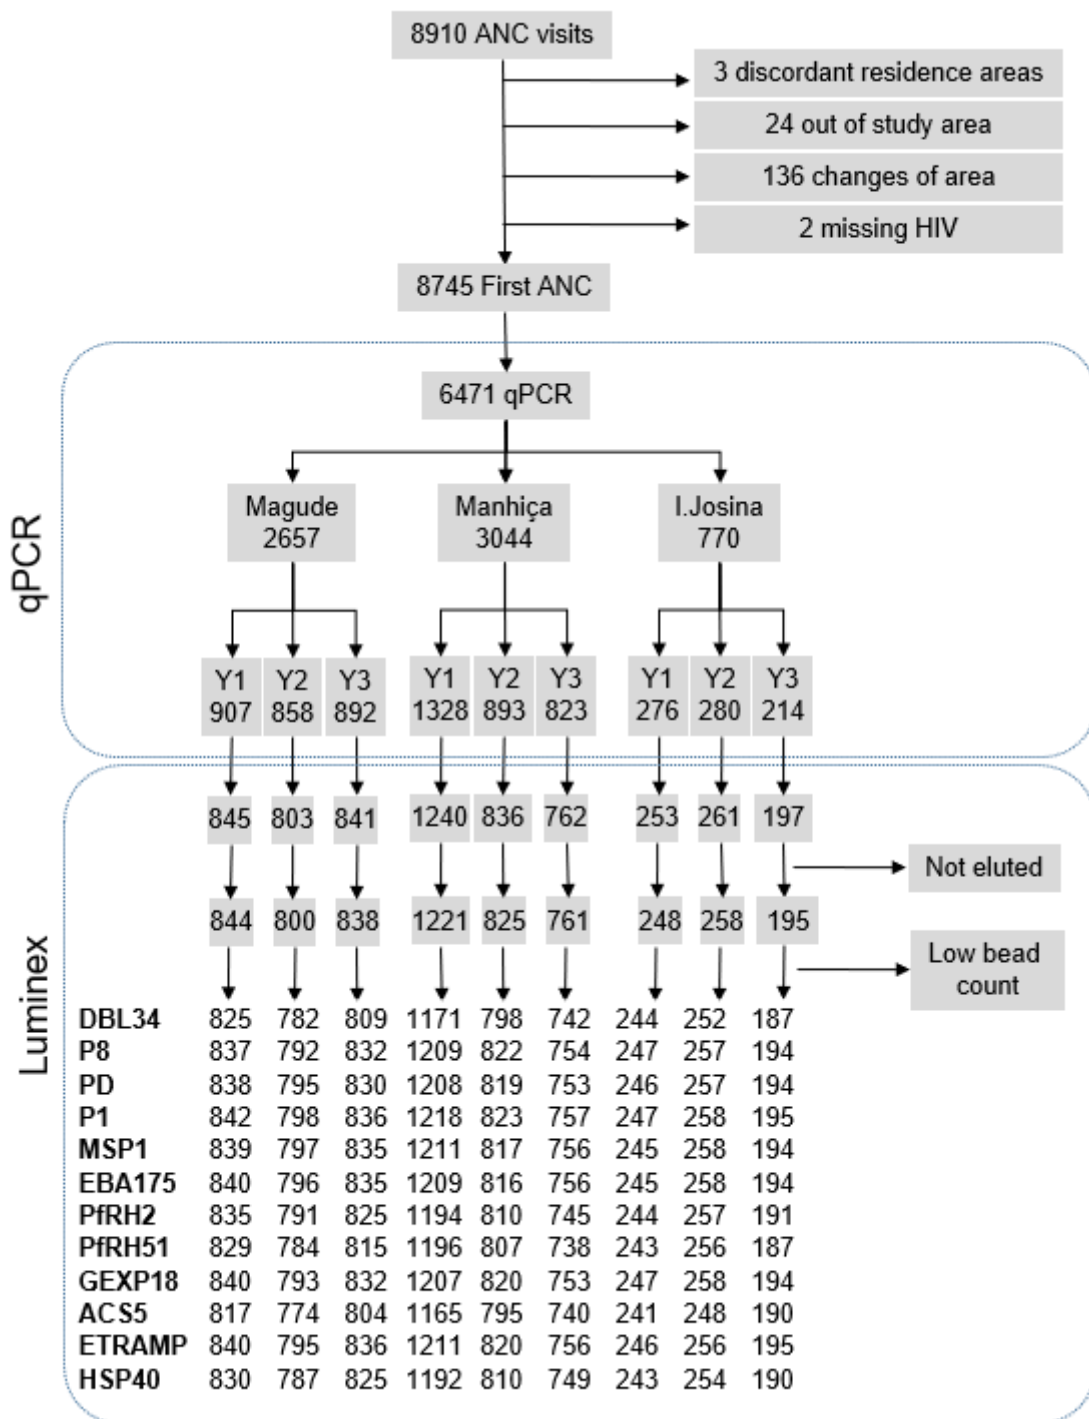 8910 ANC visits
3 discordant residence areas
24 out of study area
136 changes of area
2 missing HIV
8745 First ANC
qPCR
6471 qPCR
Magude
2657
Manhiça
3044
I.Josina
770
Y1 Y2 Y3 Y1 Y2 Y3 Y1 Y2 Y3
907 858 892 1328 893 823 276 280 214
Luminex
845 803 841 1240 836 762 253 261 197
Not eluted
844 800 838 1221 825 761 248 258 195
Low bead
count
DBL34 825 782 809 1171 798 742 244 252 187
P8 837 792 832 1209 822 754 247 257 194
PD 838 795 830 1208 819 753 246 257 194
P1 842 798 836 1218 823 757 247 258 195
MSP1 839 797 835 1211 817 756 245 258 194
EBA175 840 796 835 1209 816 756 245 258 194
PfRH2 835 791 825 1194 810 745 244 257 191
PfRH51 829 784 815 1196 807 738 243 256 187
GEXP18 840 793 832 1207 820 753 247 258 194
ACS5 817 774 804 1165 795 740 241 248 190
ETRAMP 840 795 836 1211 820 756 246 256 195
HSP40 830 787 825 1192 810 749 243 254 190